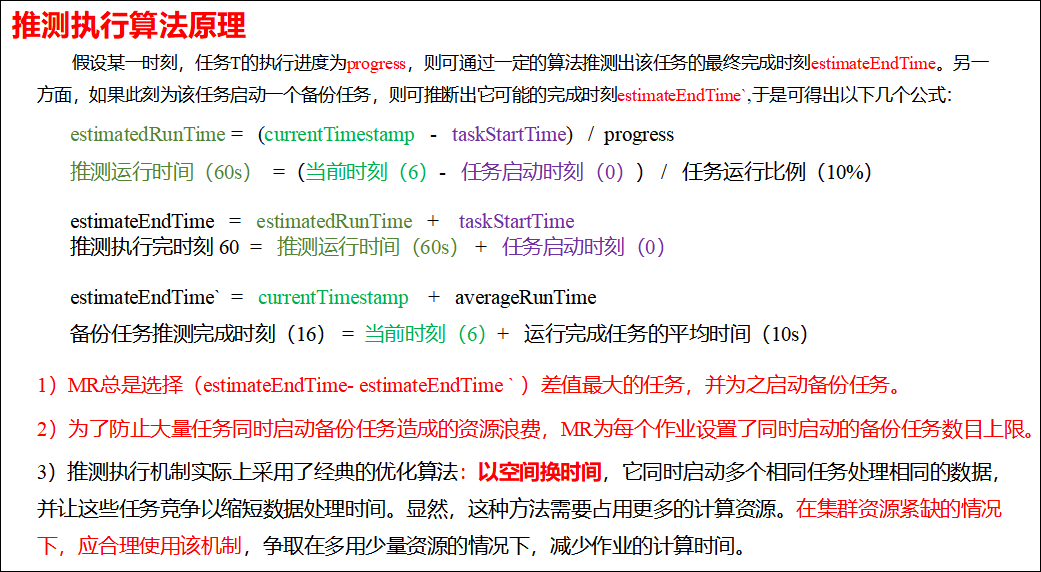 推测执行算法原理
假设某一时刻，任务T的执行进度为progress，则可通过一定的算法推测出该任务的最终完成时刻estimateEndTime。另一
方面，如果此刻为该任务启动一个备份任务，则可推断出它可能的完成时刻estimateEndTime`,于是可得出以下几个公式：
estimatedRunTime = （currentTimestamp - taskStartTime）/ progress
推测运行时间（60s） =（当前时刻（6）- 任务启动时刻（0））/ 任务运行比例（10%）
estimateEndTime = estimatedRunTime + taskStartTime
推测执行完时刻 60 = 推测运行时间（60s）+ 任务启动时刻（0）
estimateEndTime` = currentTimestamp + averageRunTime
备份任务推测完成时刻（16） = 当前时刻（6）+ 运行完成任务的平均时间（10s）
1）MR总是选择（estimateEndTime- estimateEndTime ` ）差值最大的任务，并为之启动备份任务。
2）为了防止大量任务同时启动备份任务造成的资源浪费，MR为每个作业设置了同时启动的备份任务数目上限。
3）推测执行机制实际上采用了经典的优化算法：以空间换时间，它同时启动多个相同任务处理相同的数据，
并让这些任务竞争以缩短数据处理时间。显然，这种方法需要占用更多的计算资源。在集群资源紧缺的情况
下，应合理使用该机制，争取在多用少量资源的情况下，减少作业的计算时间。